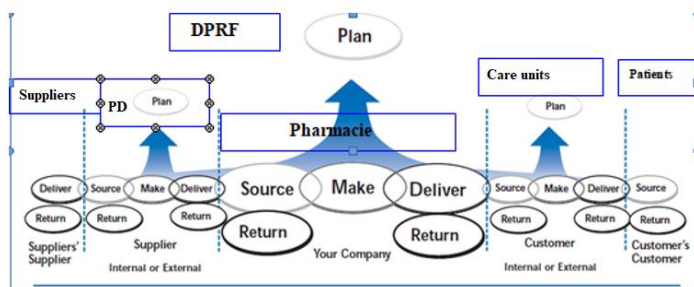 DPRF
Plan
Suppliers
PD
Plan
Care units
Plan
Patients
Pharmacie
Deliver
Source
Make
Deliver
Source
Make
Deliver
Source
Make
Deliver
Source
Return
Return
Return
Return
Return
Return
Return
Return
Suppliers'
Supplier
Supplier
Internal or External
Your Company
Customer
Internal or External
Customer's
Customer